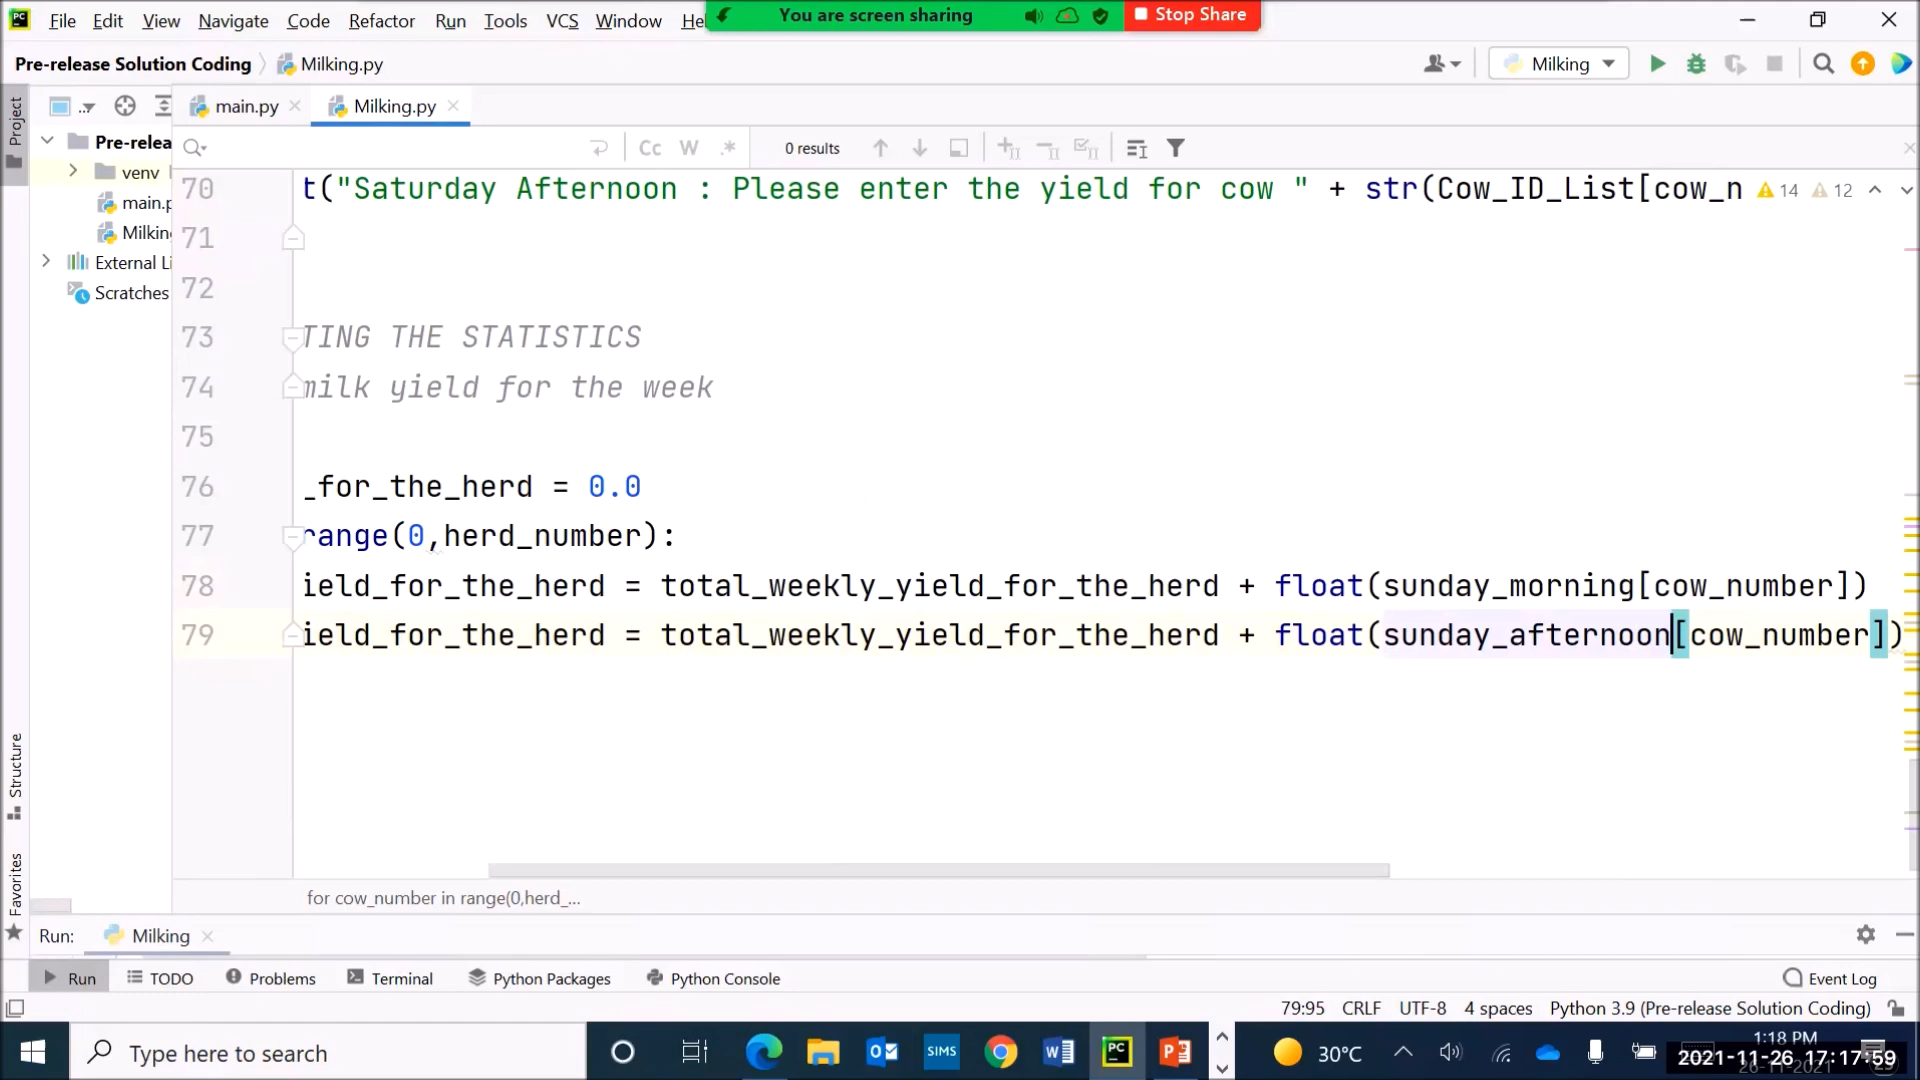 File Edit View Navigate Code Refactor Run Tools VCS Window Hel
You are screen sharing
Stop Share
Pre-release Solution Coding
Milking.py
Milking
Project
main.py
Milking.py
Cc W .*
0 results
Pre-relea
venv
main.p
Milkin
External Li
Scratches
70 t("Saturday Afternoon : Please enter the yield for cow " + str(Cow_ID_List[cow_n
14 12
71
72
73 TING THE STATISTICS
74 milk yield for the week
75
76 _for_the_herd = 0.0
77 range(0,herd_number):
78 ield_for_the_herd = total_weekly_yield_for_the_herd + float(sunday_morning[cow_number])
79 ield_for_the_herd = total_weekly_yield_for_the_herd + float(sunday_afternoon[cow_number])
Structure
Favorites
for cow_number in range(0,herd_...
Run: Milking
Run TODO Problems Terminal Python Packages Python Console Event Log
79:95 CRLF UTF-8 4 spaces Python 3.9 (Pre-release Solution Coding)
Type here to search
SIMS
PC
30°C
1:18 PM
2021-11-26 17:17:59
26-11-2021